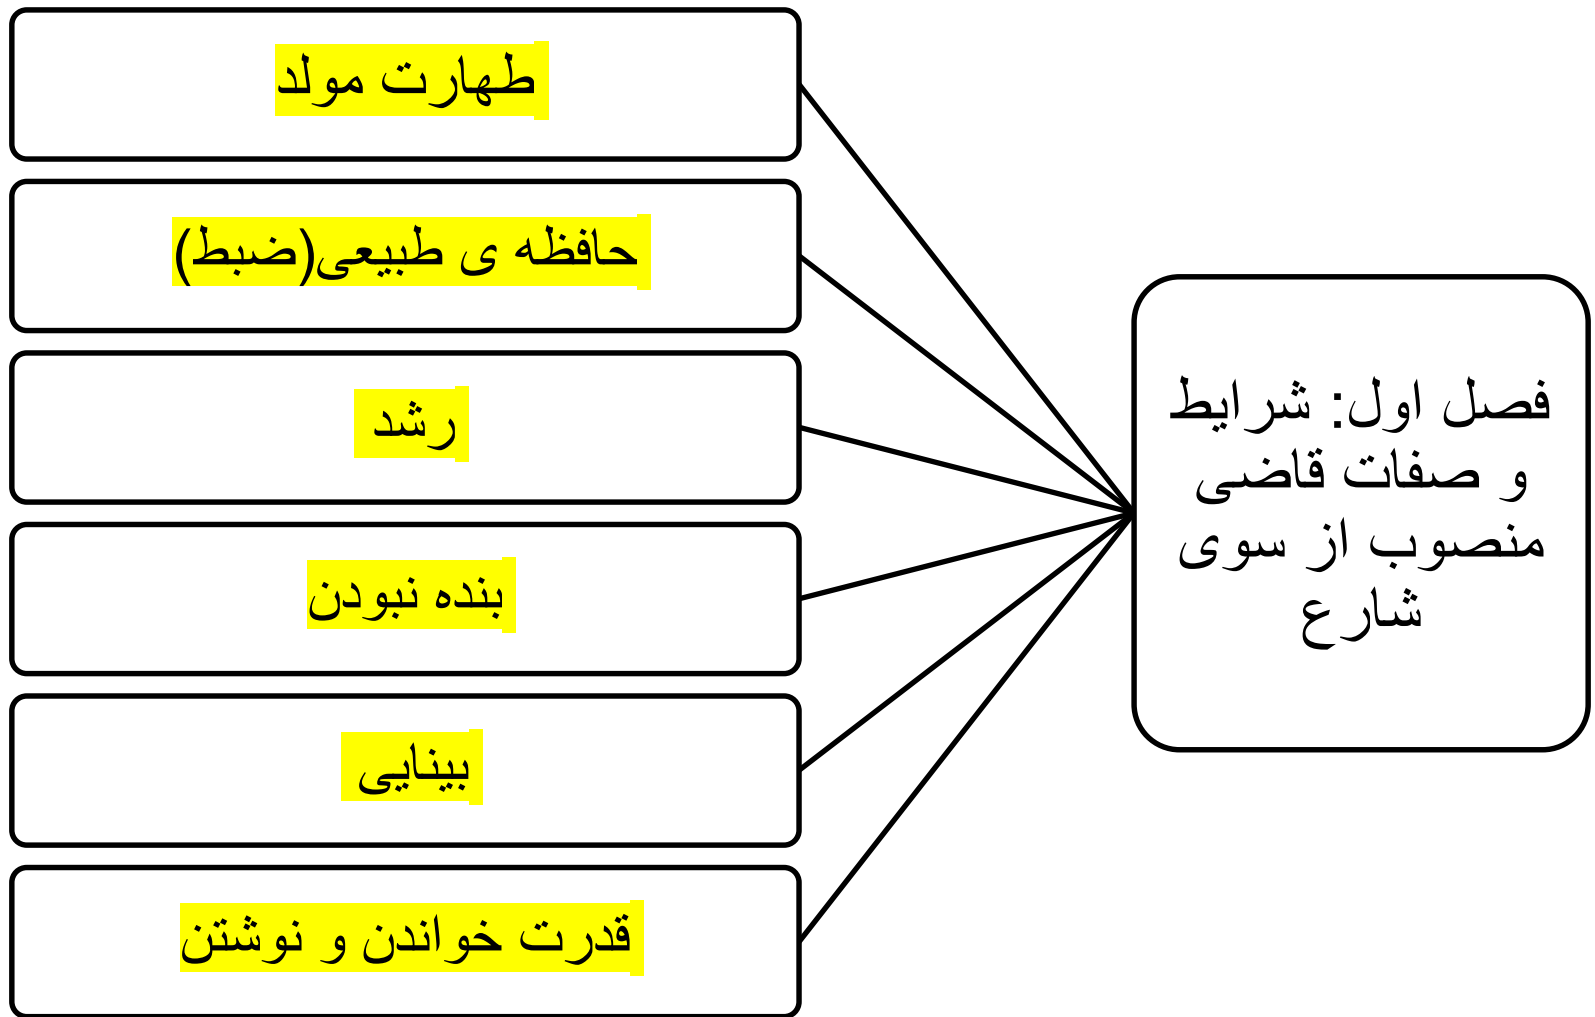 فصل اول: شرایط
و صفات قاضی
منصوب از سوی
شارع
طهارت مولد
حافظه ی طبیعی(ضبط)
رشد
بنده نبودن
بینایی
قدرت خواندن و نوشتن